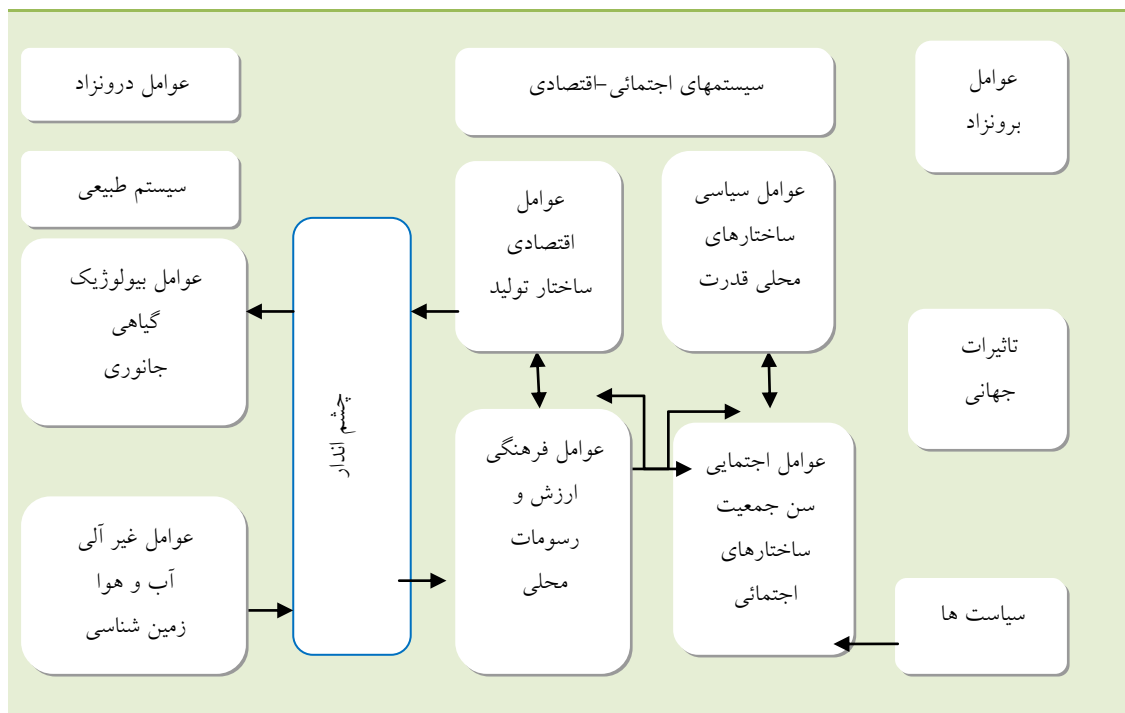 عوامل
برونزاد
سیستمهای اجتمائی-اقتصادی
عوامل درونزاد
سیستم طبیعی
عوامل سیاسی
ساختارهای
محلی قدرت
عوامل
اقتصادی
ساختار تولید
عوامل بیولوژیک
گیاهی
جانوری
تاثیرات
جهانی
چشم اندار
عوامل اجتمایی
سن جمعیت
ساختارهای
اجتمائی
عوامل فرهنگی
ارزش و
رسومات
محلی
عوامل غیر آلی
آب و هوا
زمین شناسی
سیاست ها